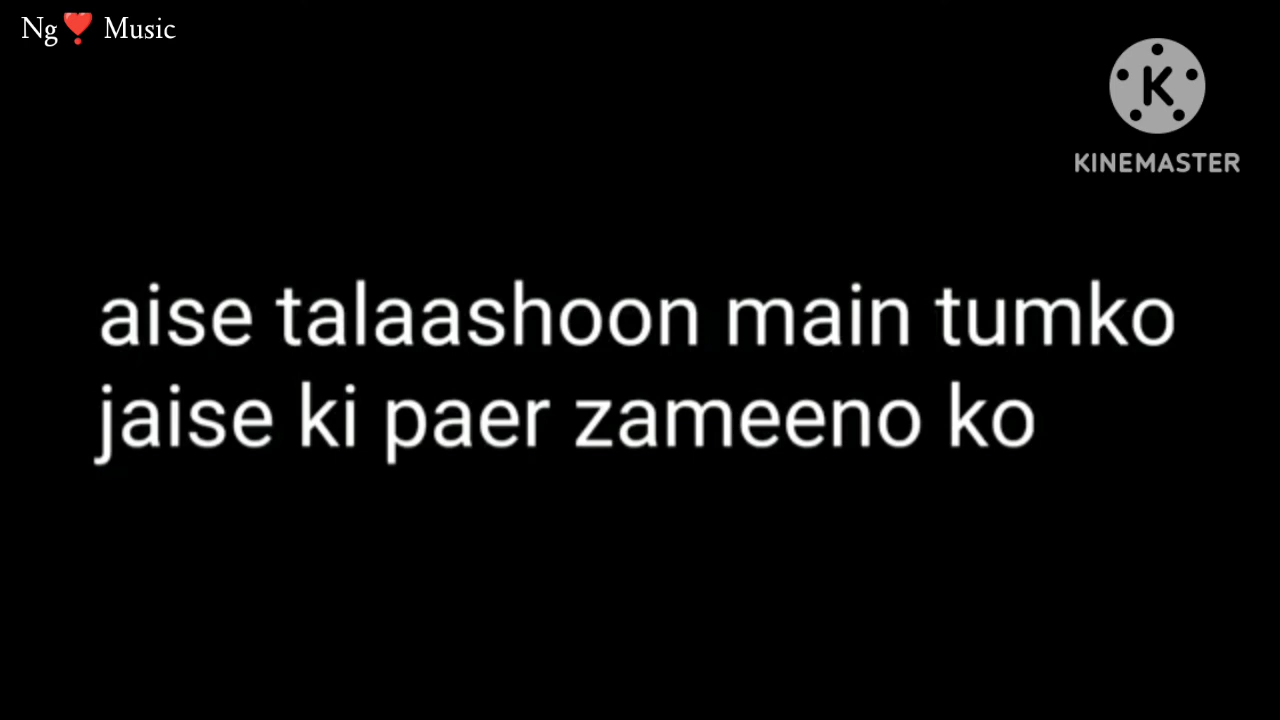 Ng❣️ Music
K
KINEMASTER
aise talaashoon main tumko
jaise ki paer zameeno ko